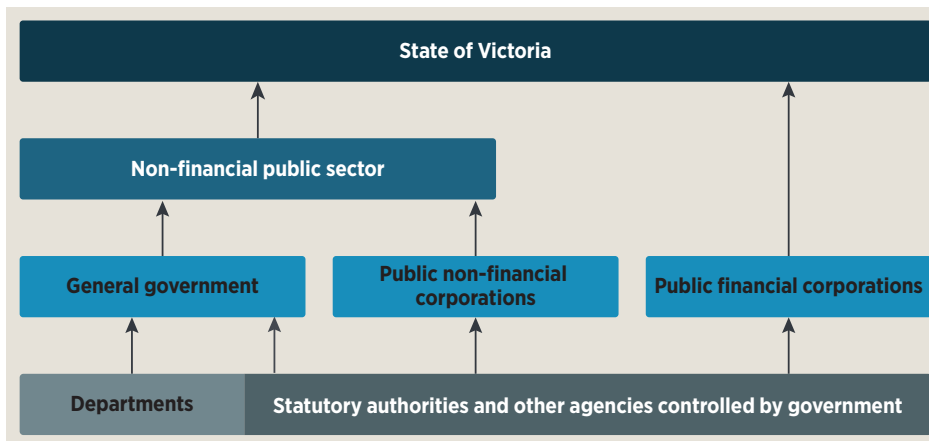 State of Victoria
Non-financial public sector
General government
Public non-financial
corporations
Public financial corporations
Departments
Statutory authorities and other agencies controlled by government